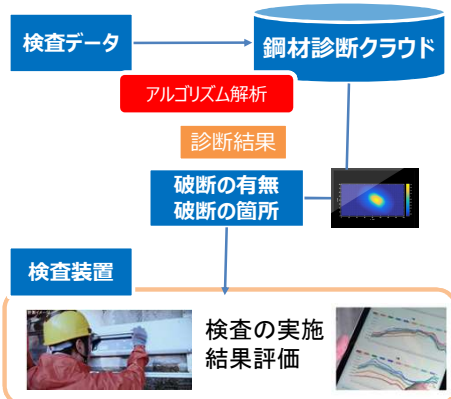 検査データ
鋼材診断クラウド
アルゴリズム解析
診断結果
破断の有無
破断の箇所
検査装置
検査の実施
結果評価